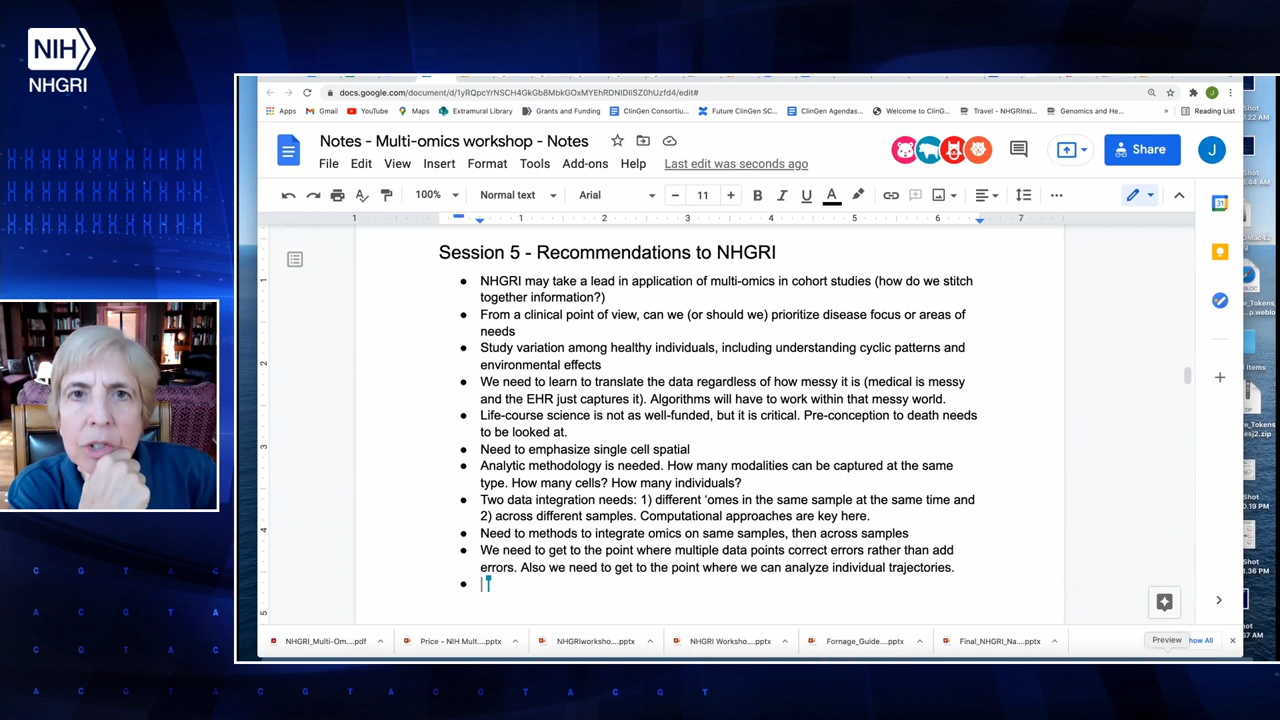 NIH
NHGRI
docs.google.com/document/d/1yRQpcYrNSCH4GkGb8MbkGOxMYEhRDNIDIISZ0hUzfd4/edit#
Apps Gmail YouTube Maps Extramural Library Grants and Funding ClinGen Consortiu... Future ClinGen SC... ClinGen Agendas... Welcome to ClinG... Travel - NHGRInsi... Genomics and He... » Reading List
Notes - Multi-omics workshop - Notes
File Edit View Insert Format Tools Add-ons Help Last edit was seconds ago
Share J
100% Normal text Arial 11 B I U A
1 1 2 3 4 5 6 7
Session 5 - Recommendations to NHGRI
● NHGRI may take a lead in application of multi-omics in cohort studies (how do we stitch
together information?)
● From a clinical point of view, can we (or should we) prioritize disease focus or areas of
needs
● Study variation among healthy individuals, including understanding cyclic patterns and
environmental effects
● We need to learn to translate the data regardless of how messy it is (medical is messy
and the EHR just captures it). Algorithms will have to work within that messy world.
● Life-course science is not as well-funded, but it is critical. Pre-conception to death needs
to be looked at.
● Need to emphasize single cell spatial
● Analytic methodology is needed. How many modalities can be captured at the same
type. How many cells? How many individuals?
● Two data integration needs: 1) different 'omes in the same sample at the same time and
2) across different samples. Computational approaches are key here.
● Need to methods to integrate omics on same samples, then across samples
● We need to get to the point where multiple data points correct errors rather than add
errors. Also we need to get to the point where we can analyze individual trajectories.
●
NHGRI_Multi-Om....pdf Price - NIH Mult....pptx NHGRIworksho....pptx NHGRI Worksho....pptx Fornage_Guide....pptx Final_NHGRI_Na....pptx Preview how All
C G T A C
A C G T A
C G T A C
A C G T A C G T A C G T A C G T